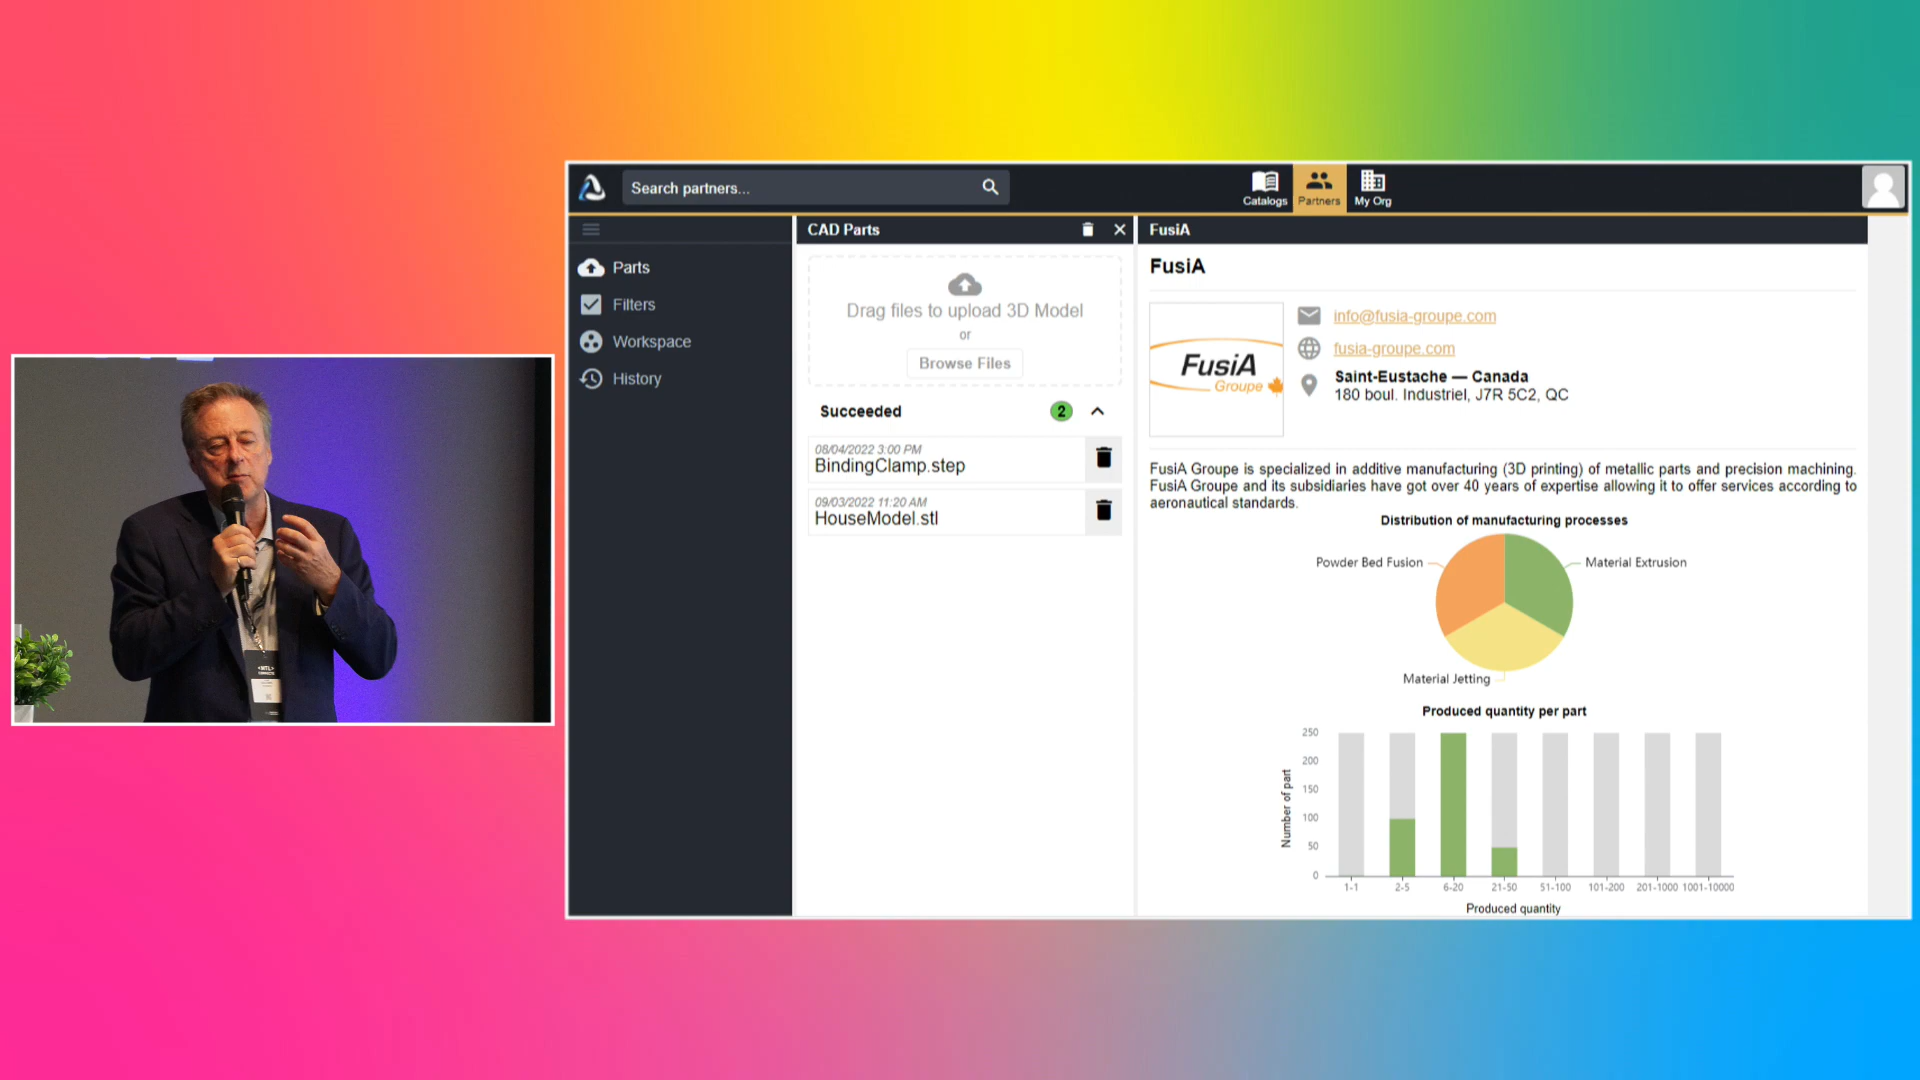 Search partners...
Catalogs
Partners
My Org
CAD Parts
FusiA
Parts
Filters
Workspace
History
Drag files to upload 3D Model
or
Browse Files
Succeeded
2
08/04/2022 3:00 PM
BindingClamp.step
09/03/2022 11:20 AM
HouseModel.stl
FusiA
FusiA
Groupe
info@fusia-groupe.com
fusia-groupe.com
Saint-Eustache — Canada
180 boul. Industriel, J7R 5C2, QC
FusiA Groupe is specialized in additive manufacturing (3D printing) of metallic parts and precision machining.
FusiA Groupe and its subsidiaries have got over 40 years of expertise allowing it to offer services according to
aeronautical standards.
Distribution of manufacturing processes
Powder Bed Fusion
Material Extrusion
Material Jetting
Produced quantity per part
Number of part
250
200
150
100
50
0
1-1
2-5
6-20
21-50
51-100
101-200
201-1000
1001-10000
Produced quantity